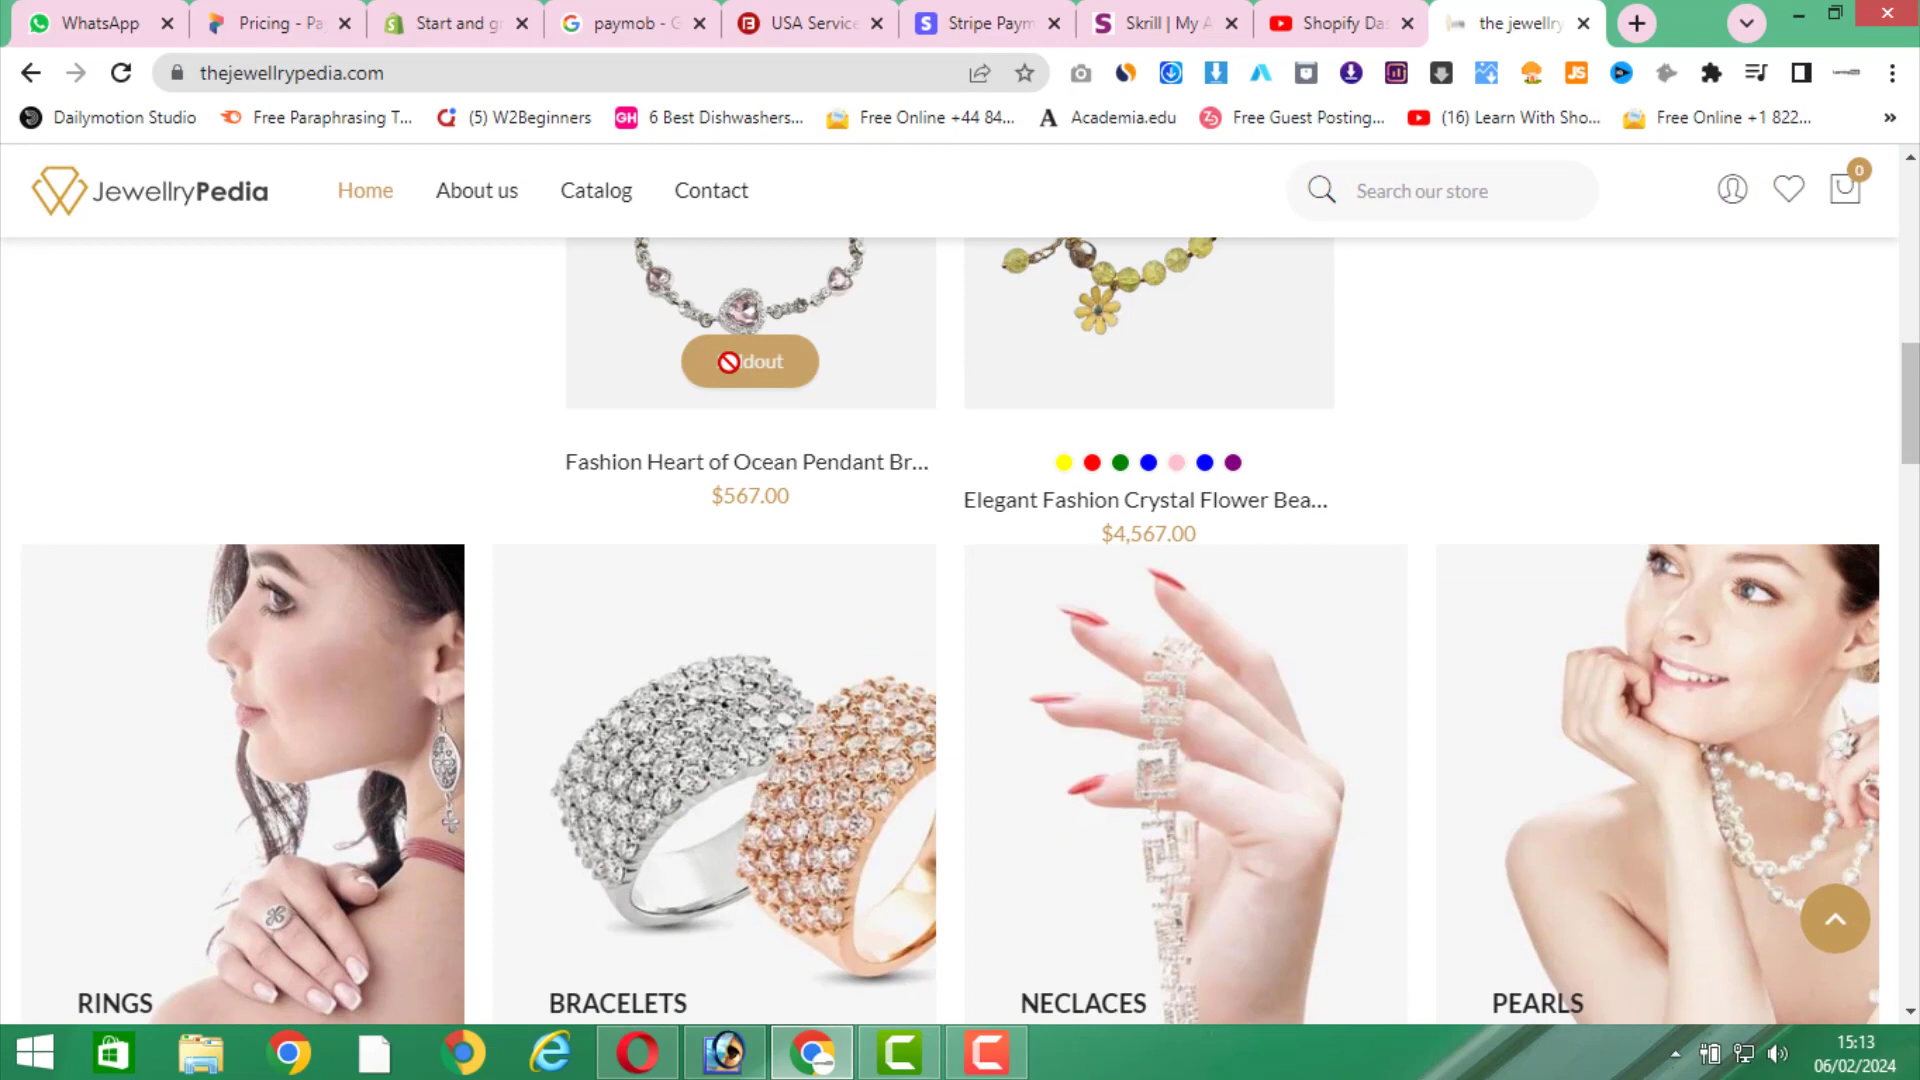 WhatsApp
Pricing - Pa
Start and gr
paymob - G
USA Service
Stripe Paym
Skrill | My A
Shopify Das
the jewellry
thejewellrypedia.com
Dailymotion Studio
Free Paraphrasing T...
(5) W2Beginners
GH
6 Best Dishwashers...
Free Online +44 84...
Academia.edu
Free Guest Posting...
(16) Learn With Sho...
Free Online +1 822...
JewellryPedia
Home
About us
Catalog
Contact
Search our store
0
ldout
Fashion Heart of Ocean Pendant Br...
$567.00
Elegant Fashion Crystal Flower Bea...
$4,567.00
RINGS
BRACELETS
NECLACES
PEARLS
15:13
06/02/2024